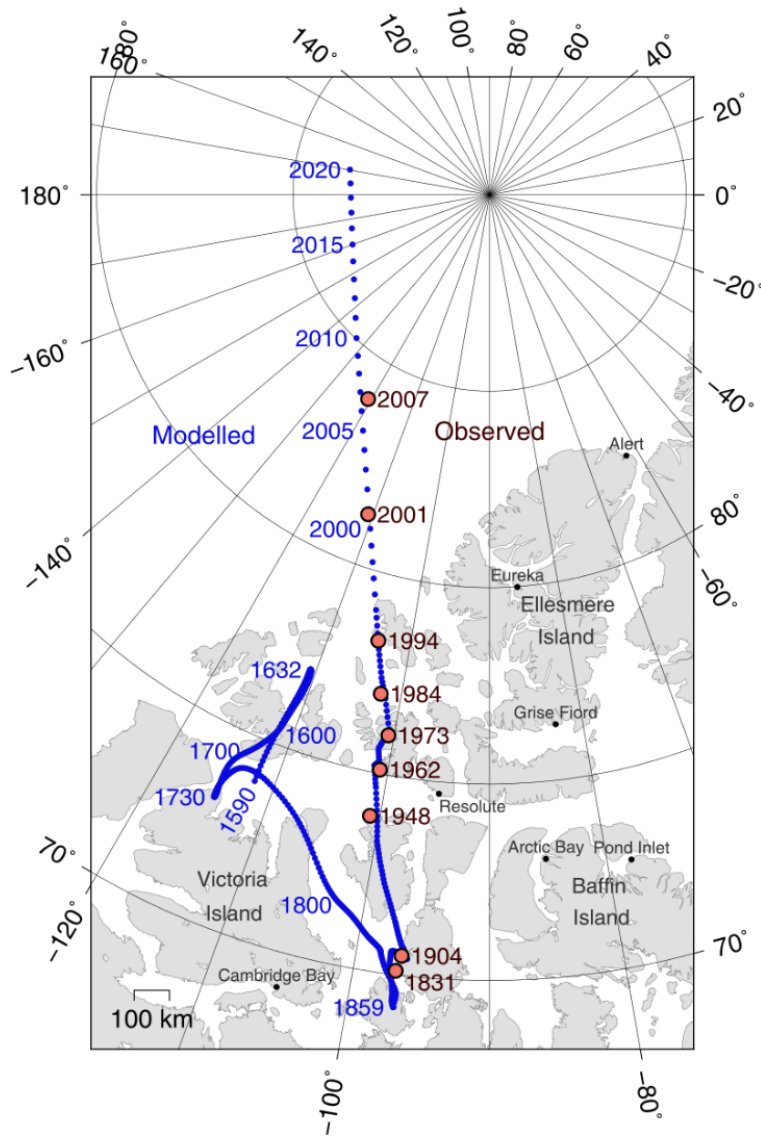 180°
160°
140°
120°
100°
80°
60°
40°
20°
2020
180°
0°
2015
−20°
2010
−160°
−40°
2007
Modelled
2005
Observed
Alert
2000
2001
80°
−140°
Eureka
−60°
Ellesmere
Island
1994
1632
1984
Grise Fjord
1600
1973
1700
1962
1730
1590
Resolute
1948
70°
Arctic Bay
Pond Inlet
Victoria
Island
Baffin
Island
−120°
1800
1904
70°
1831
Cambridge Bay
1859
100 km
−100°
−80°